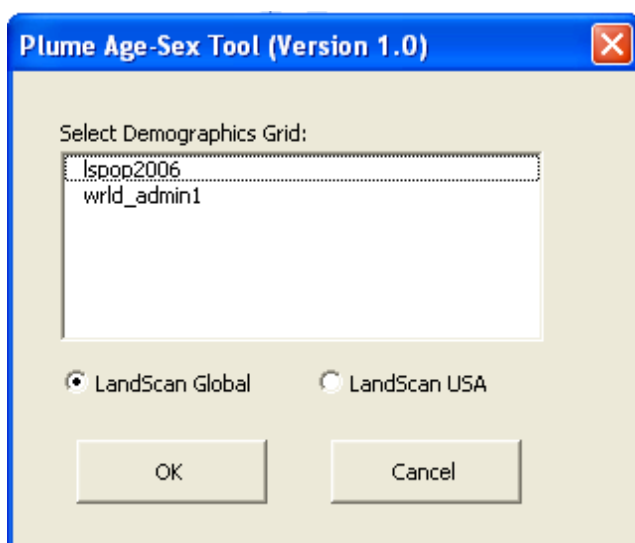 Plume Age-Sex Tool (Version 1.0)
Select Demographics Grid:
lspop2006
wrld_admin1
LandScan Global LandScan USA
OK Cancel